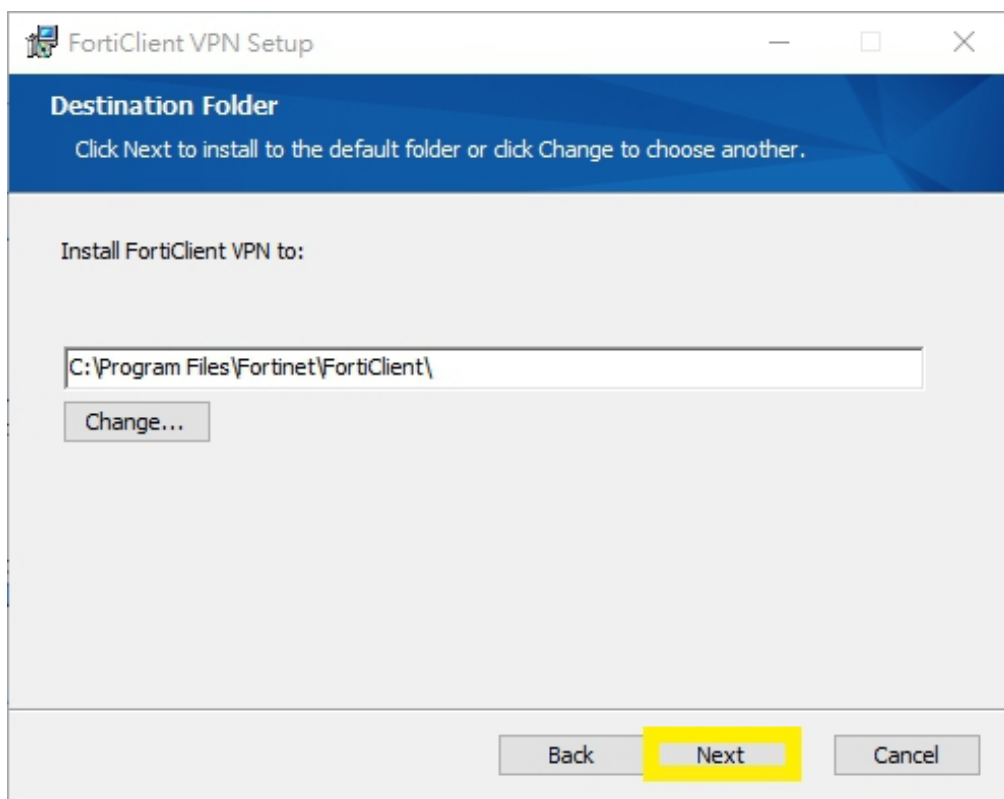 FortiClient VPN Setup
Destination Folder
Click Next to install to the default folder or click Change to choose another.
Install FortiClient VPN to:
C:\Program Files\Fortinet\FortiClient\
Change...
Back Next Cancel